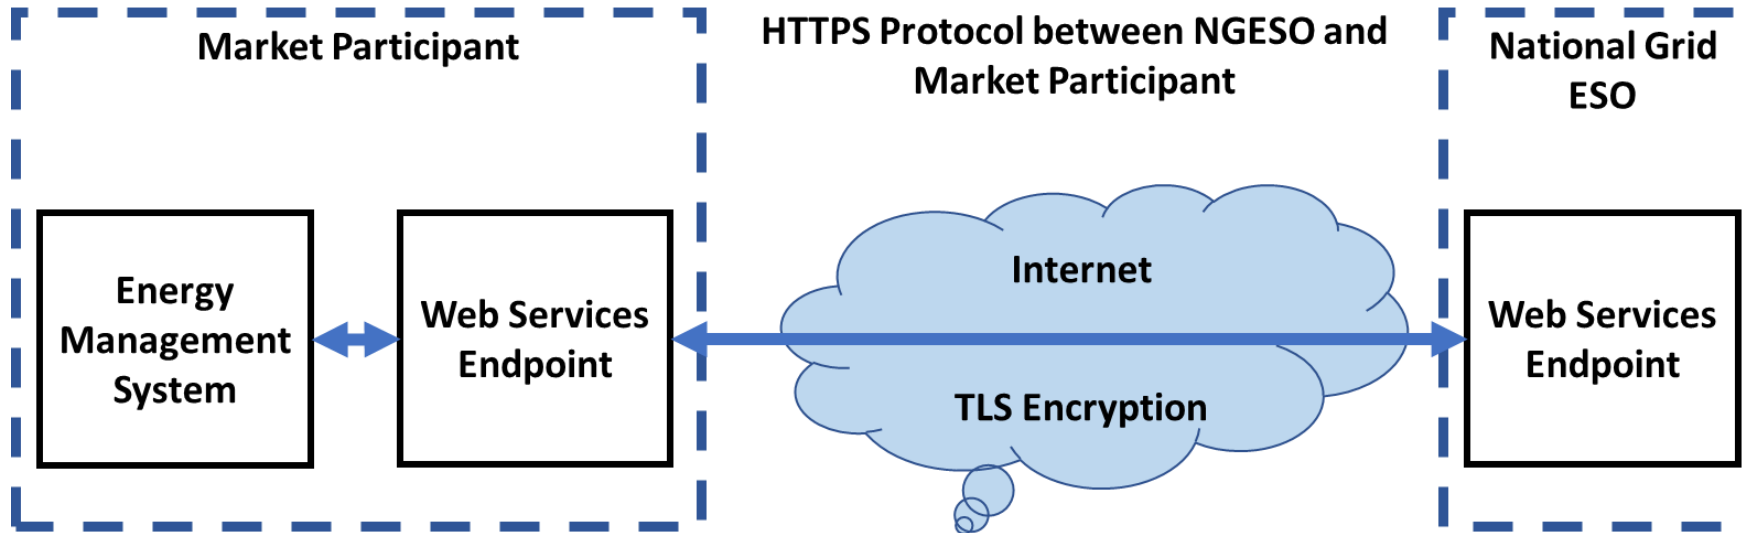 Market Participant
HTTPS Protocol between NGESO and
Market Participant
National Grid
ESO
Energy
Management
System
Web Services
Endpoint
Internet
TLS Encryption
Web Services
Endpoint